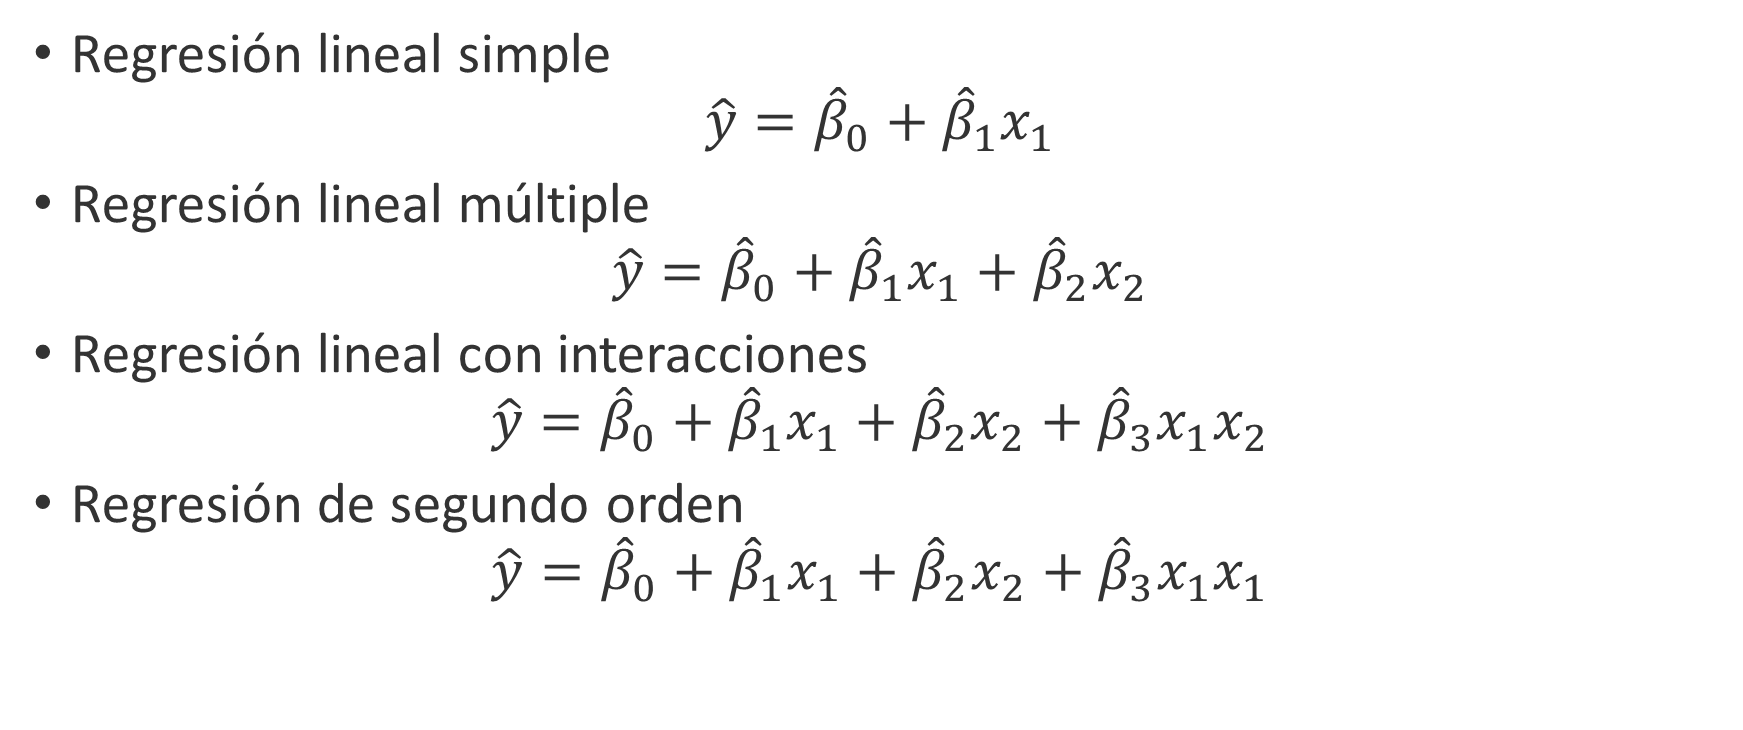 • Regresión lineal simple
ŷ = β̂₀ + β̂₁x₁
• Regresión lineal múltiple
ŷ = β̂₀ + β̂₁x₁ + β̂₂x₂
• Regresión lineal con interacciones
ŷ = β̂₀ + β̂₁x₁ + β̂₂x₂ + β̂₃x₁x₂
• Regresión de segundo orden
ŷ = β̂₀ + β̂₁x₁ + β̂₂x₂ + β̂₃x₁x₁